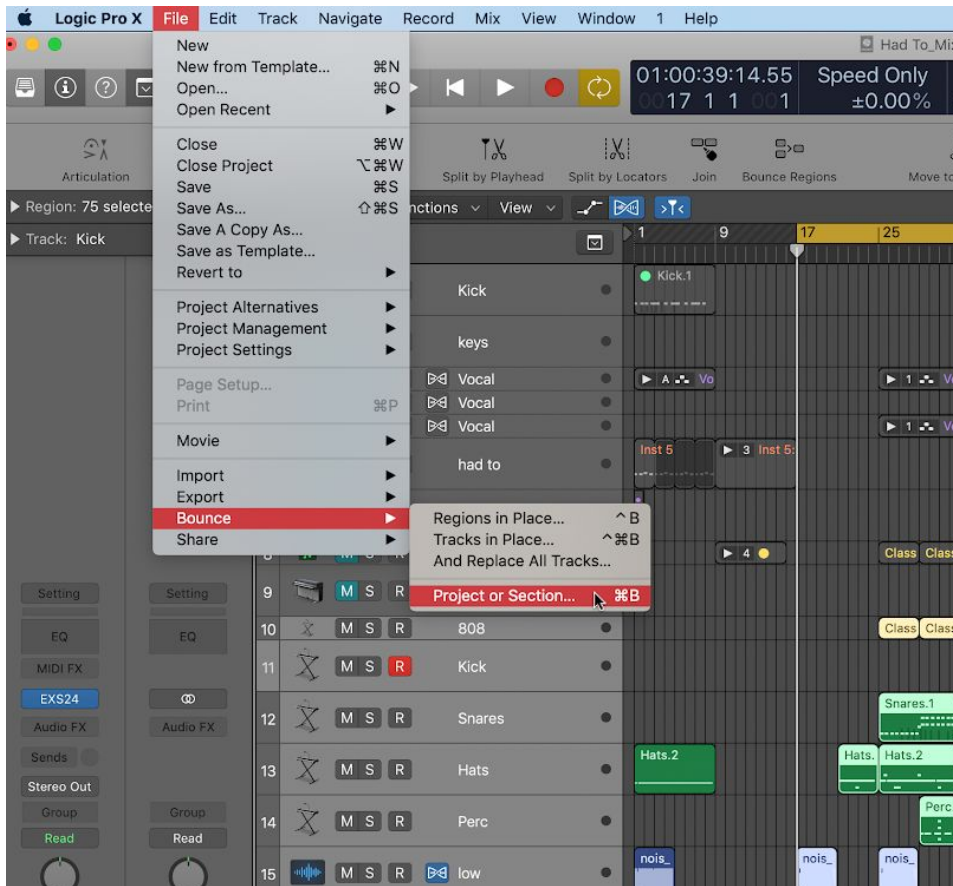 Logic Pro X File Edit Track Navigate Record Mix View Window 1 Help
Had To_Mi
New
New from Template... ⌘N
Open... ⌘O
Open Recent ▶
Close ⌘W
Close Project ⌥⌘W
Save ⌘S
Save As... ⇧⌘S
Save A Copy As...
Save as Template...
Revert to ▶
Project Alternatives ▶
Project Management ▶
Project Settings ▶
Page Setup...
Print ⌘P
Movie ▶
Import ▶
Export ▶
Bounce ▶
Share ▶
Regions in Place... ^B
Tracks in Place... ^⌘B
And Replace All Tracks...
Project or Section... ⌘B
01:00:39:14.55 Speed Only
0017 1 1 001 ±0.00%
Articulation Split by Playhead Split by Locators Join Bounce Regions Move to
Region: 75 selecte nctions View
Track: Kick 1 9 17 25
Kick Kick.1
keys
Vocal A Vo 1 V
Vocal
Vocal 1 V
had to Inst 5 3 Inst 5:
4 Class Clas
Setting Setting 9 M S R
EQ EQ 10 M S R 808 Class Clas
MIDI FX 11 M S R Kick
EXS24
Audio FX Audio FX 12 M S R Snares Snares.1
Sends 13 M S R Hats Hats.2 Hats. Hats.2
Stereo Out
Group Group 14 M S R Perc Perc
Read Read
15 M S R low nois_ nois_ nois_